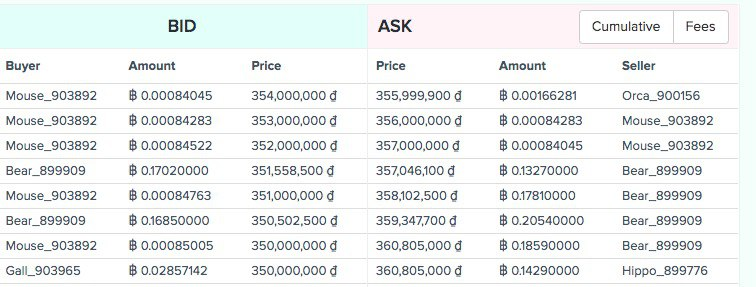 BID ASK Cumulative Fees
Buyer Amount Price Price Amount Seller
Mouse_903892 ฿ 0.00084045 354,000,000 ₫ 355,999,900 ₫ ฿ 0.00166281 Orca_900156
Mouse_903892 ฿ 0.00084283 353,000,000 ₫ 356,000,000 ₫ ฿ 0.00084283 Mouse_903892
Mouse_903892 ฿ 0.00084522 352,000,000 ₫ 357,000,000 ₫ ฿ 0.00084045 Mouse_903892
Bear_899909 ฿ 0.17020000 351,558,500 ₫ 357,046,100 ₫ ฿ 0.13270000 Bear_899909
Mouse_903892 ฿ 0.00084763 351,000,000 ₫ 358,102,500 ₫ ฿ 0.17810000 Bear_899909
Bear_899909 ฿ 0.16850000 350,502,500 ₫ 359,347,700 ₫ ฿ 0.20540000 Bear_899909
Mouse_903892 ฿ 0.00085005 350,000,000 ₫ 360,805,000 ₫ ฿ 0.18590000 Bear_899909
Gall_903965 ฿ 0.02857142 350,000,000 ₫ 360,805,000 ₫ ฿ 0.14290000 Hippo_899776